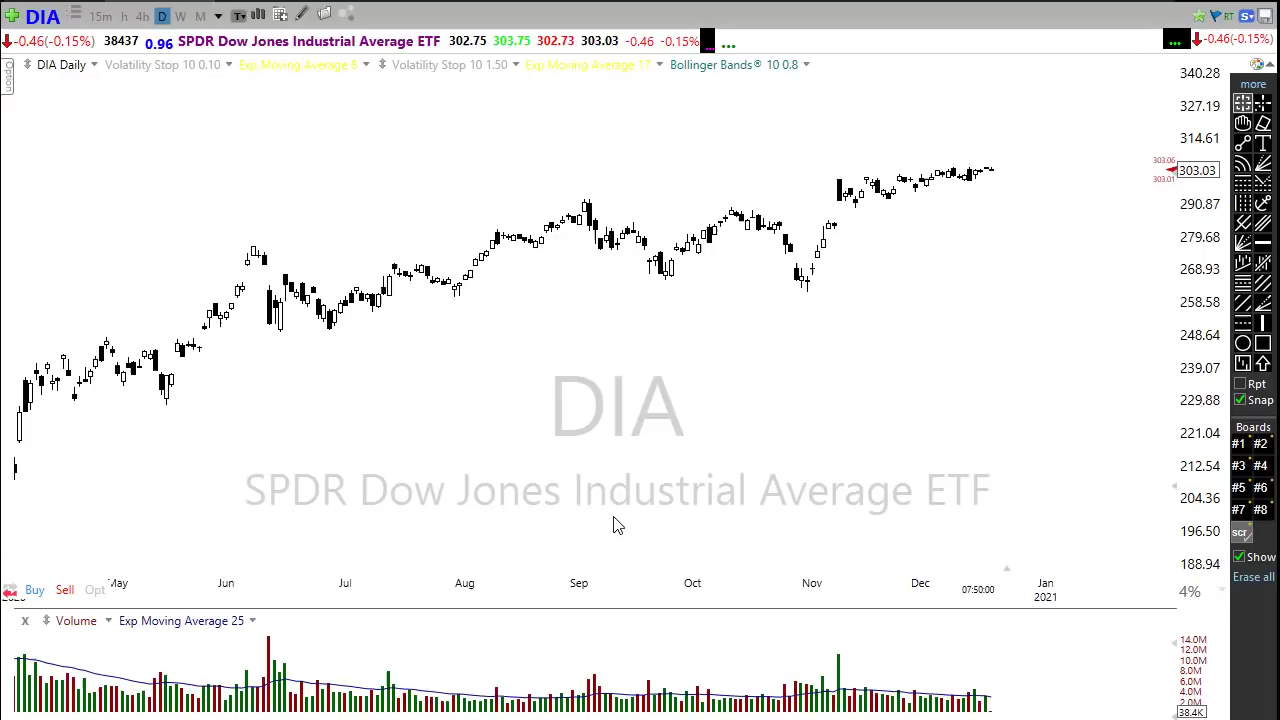 DIA 15m h 4h D W M T RT S
-0.46(-0.15%) 38437 0.96 SPDR Dow Jones Industrial Average ETF 302.75 303.75 302.73 303.03 -0.46 -0.15% ... ... -0.46(-0.15%)
Option
DIA Daily Volatility Stop 10 0.10 Exp Moving Average 8 Volatility Stop 10 1.50 Exp Moving Average 17 Bollinger Bands® 10 0.8
340.28
327.19
314.61
303.06
303.03
303.01
290.87
279.68
268.93
258.58
248.64
239.07
229.88
221.04
212.54
204.36
196.50
188.94
4%
DIA
SPDR Dow Jones Industrial Average ETF
May Jun Jul Aug Sep Oct Nov Dec Jan
07:50:00 2021
Buy Sell Opt
x Volume Exp Moving Average 25
14.0M
12.0M
10.0M
8.0M
6.0M
4.0M
2.0M
38.4K
more
T
Rpt
Snap
Boards
#1 #2
#3 #4
#5 #6
#7 #8
scr
Show
Erase all